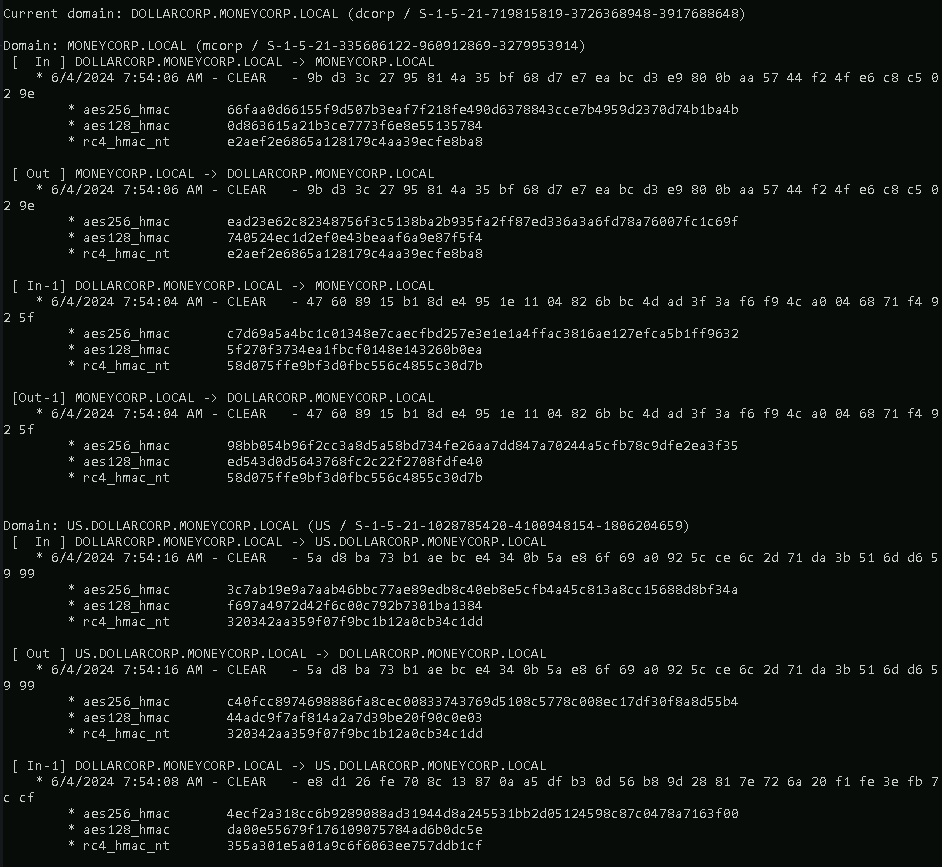 Current domain: DOLLARCORP.MONEYCORP.LOCAL (dcorp / S-1-5-21-719815819-3726368948-3917688648)
Domain: MONEYCORP.LOCAL (mcorp / S-1-5-21-335606122-960912869-3279953914)
[ In ] DOLLARCORP.MONEYCORP.LOCAL -> MONEYCORP.LOCAL
* 6/4/2024 7:54:06 AM - CLEAR - 9b d3 3c 27 95 81 4a 35 bf 68 d7 e7 ea bc d3 e9 80 0b aa 57 44 f2 4f e6 c8 c5 0
2 9e
* aes256_hmac 66faa0d66155f9d507b3eaf7f218fe490d6378843cce7b4959d2370d74b1ba4b
* aes128_hmac 0d863615a21b3ce7773f6e8e55135784
* rc4_hmac_nt e2aef2e6865a128179c4aa39ecfe8ba8
[ Out ] MONEYCORP.LOCAL -> DOLLARCORP.MONEYCORP.LOCAL
* 6/4/2024 7:54:06 AM - CLEAR - 9b d3 3c 27 95 81 4a 35 bf 68 d7 e7 ea bc d3 e9 80 0b aa 57 44 f2 4f e6 c8 c5 0
2 9e
* aes256_hmac ead23e62c82348756f3c5138ba2b935fa2ff87ed336a3a6fd78a76007fc1c69f
* aes128_hmac 740524ec1d2ef0e43beaaf6a9e87f5f4
* rc4_hmac_nt e2aef2e6865a128179c4aa39ecfe8ba8
[ In-1] DOLLARCORP.MONEYCORP.LOCAL -> MONEYCORP.LOCAL
* 6/4/2024 7:54:04 AM - CLEAR - 47 60 89 15 b1 8d e4 95 1e 11 04 82 6b bc 4d ad 3f 3a f6 f9 4c a0 04 68 71 f4 9
2 5f
* aes256_hmac c7d69a5a4bc1c01348e7caecfbd257e3e1e1a4ffac3816ae127efca5b1ff9632
* aes128_hmac 5f270f3734ea1fbcf0148e143260b0ea
* rc4_hmac_nt 58d075ffe9bf3d0fbc556c4855c30d7b
[Out-1] MONEYCORP.LOCAL -> DOLLARCORP.MONEYCORP.LOCAL
* 6/4/2024 7:54:04 AM - CLEAR - 47 60 89 15 b1 8d e4 95 1e 11 04 82 6b bc 4d ad 3f 3a f6 f9 4c a0 04 68 71 f4 9
2 5f
* aes256_hmac 98bb054b96f2cc3a8d5a58bd734fe26aa7dd847a70244a5cfb78c9dfe2ea3f35
* aes128_hmac ed543d0d5643768fc2c22f2708fdfe40
* rc4_hmac_nt 58d075ffe9bf3d0fbc556c4855c30d7b
Domain: US.DOLLARCORP.MONEYCORP.LOCAL (US / S-1-5-21-1028785420-4100948154-1806204659)
[ In ] DOLLARCORP.MONEYCORP.LOCAL -> US.DOLLARCORP.MONEYCORP.LOCAL
* 6/4/2024 7:54:16 AM - CLEAR - 5a d8 ba 73 b1 ae bc e4 34 0b 5a e8 6f 69 a0 92 5c ce 6c 2d 71 da 3b 51 6d d6 5
9 99
* aes256_hmac 3c7ab19e9a7aab46bbc77ae89edb8c40eb8e5cfb4a45c813a8cc15688d8bf34a
* aes128_hmac f697a4972d42f6c00c792b7301ba1384
* rc4_hmac_nt 320342aa359f07f9bc1b12a0cb34c1dd
[ Out ] US.DOLLARCORP.MONEYCORP.LOCAL -> DOLLARCORP.MONEYCORP.LOCAL
* 6/4/2024 7:54:16 AM - CLEAR - 5a d8 ba 73 b1 ae bc e4 34 0b 5a e8 6f 69 a0 92 5c ce 6c 2d 71 da 3b 51 6d d6 5
9 99
* aes256_hmac c40fcc8974698886fa8cec00833743769d5108c5778c008ec17df30f8a8d55b4
* aes128_hmac 44adc9f7af814a2a7d39be20f90c0e03
* rc4_hmac_nt 320342aa359f07f9bc1b12a0cb34c1dd
[ In-1] DOLLARCORP.MONEYCORP.LOCAL -> US.DOLLARCORP.MONEYCORP.LOCAL
* 6/4/2024 7:54:08 AM - CLEAR - e8 d1 26 fe 70 8c 13 87 0a a5 df b3 0d 56 b8 9d 28 81 7e 72 6a 20 f1 fe 3e fb 7
c cf
* aes256_hmac 4ecf2a318cc6b9289088ad31944d8a245531bb2d05124598c87c0478a7163f00
* aes128_hmac da00e55679f176109075784ad6b0dc5e
* rc4_hmac_nt 355a301e5a01a9c6f6063ee757ddb1cf